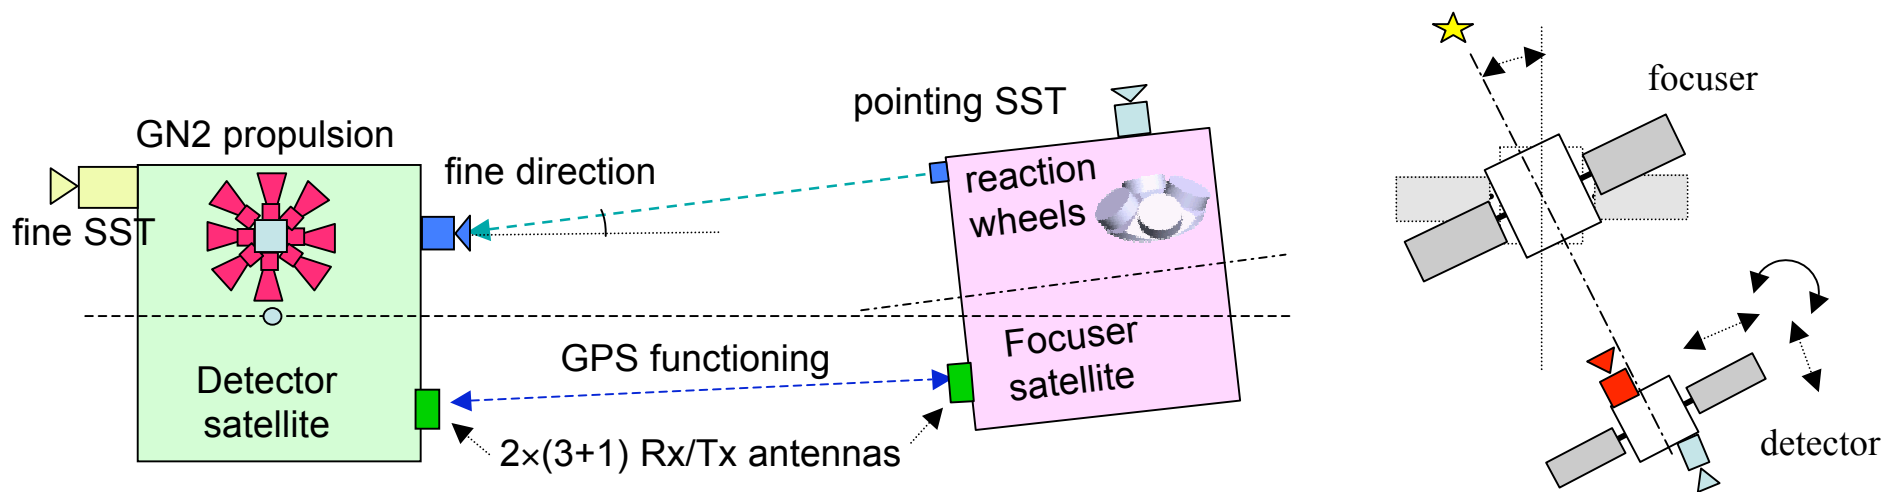 GN2 propulsion
fine SST
fine direction
pointing SST
reaction
wheels
GPS functioning
Detector
satellite
Focuser
satellite
2×(3+1) Rx/Tx antennas
focuser
detector